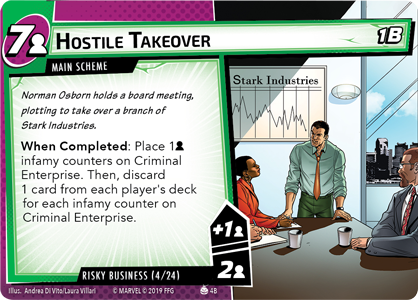 7
HOSTILE TAKEOVER
1B
MAIN SCHEME
Stark Industries
Norman Osborn holds a board meeting,
plotting to take over a branch of
Stark Industries.
When Completed: Place 1
infamy counters on Criminal
Enterprise. Then, discard
1 card from each player's deck
for each infamy counter on
Criminal Enterprise.
+1
2
RISKY BUSINESS (4/24)
Illus. Andrea Di Vito/Laura Villari
© MARVEL © 2019 FFG
4B